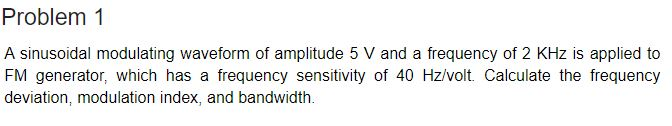 Problem 1
A sinusoidal modulating waveform of amplitude 5 V and a frequency of 2 KHz is applied to
FM generator, which has a frequency sensitivity of 40 Hz/volt. Calculate the frequency
deviation, modulation index, and bandwidth.